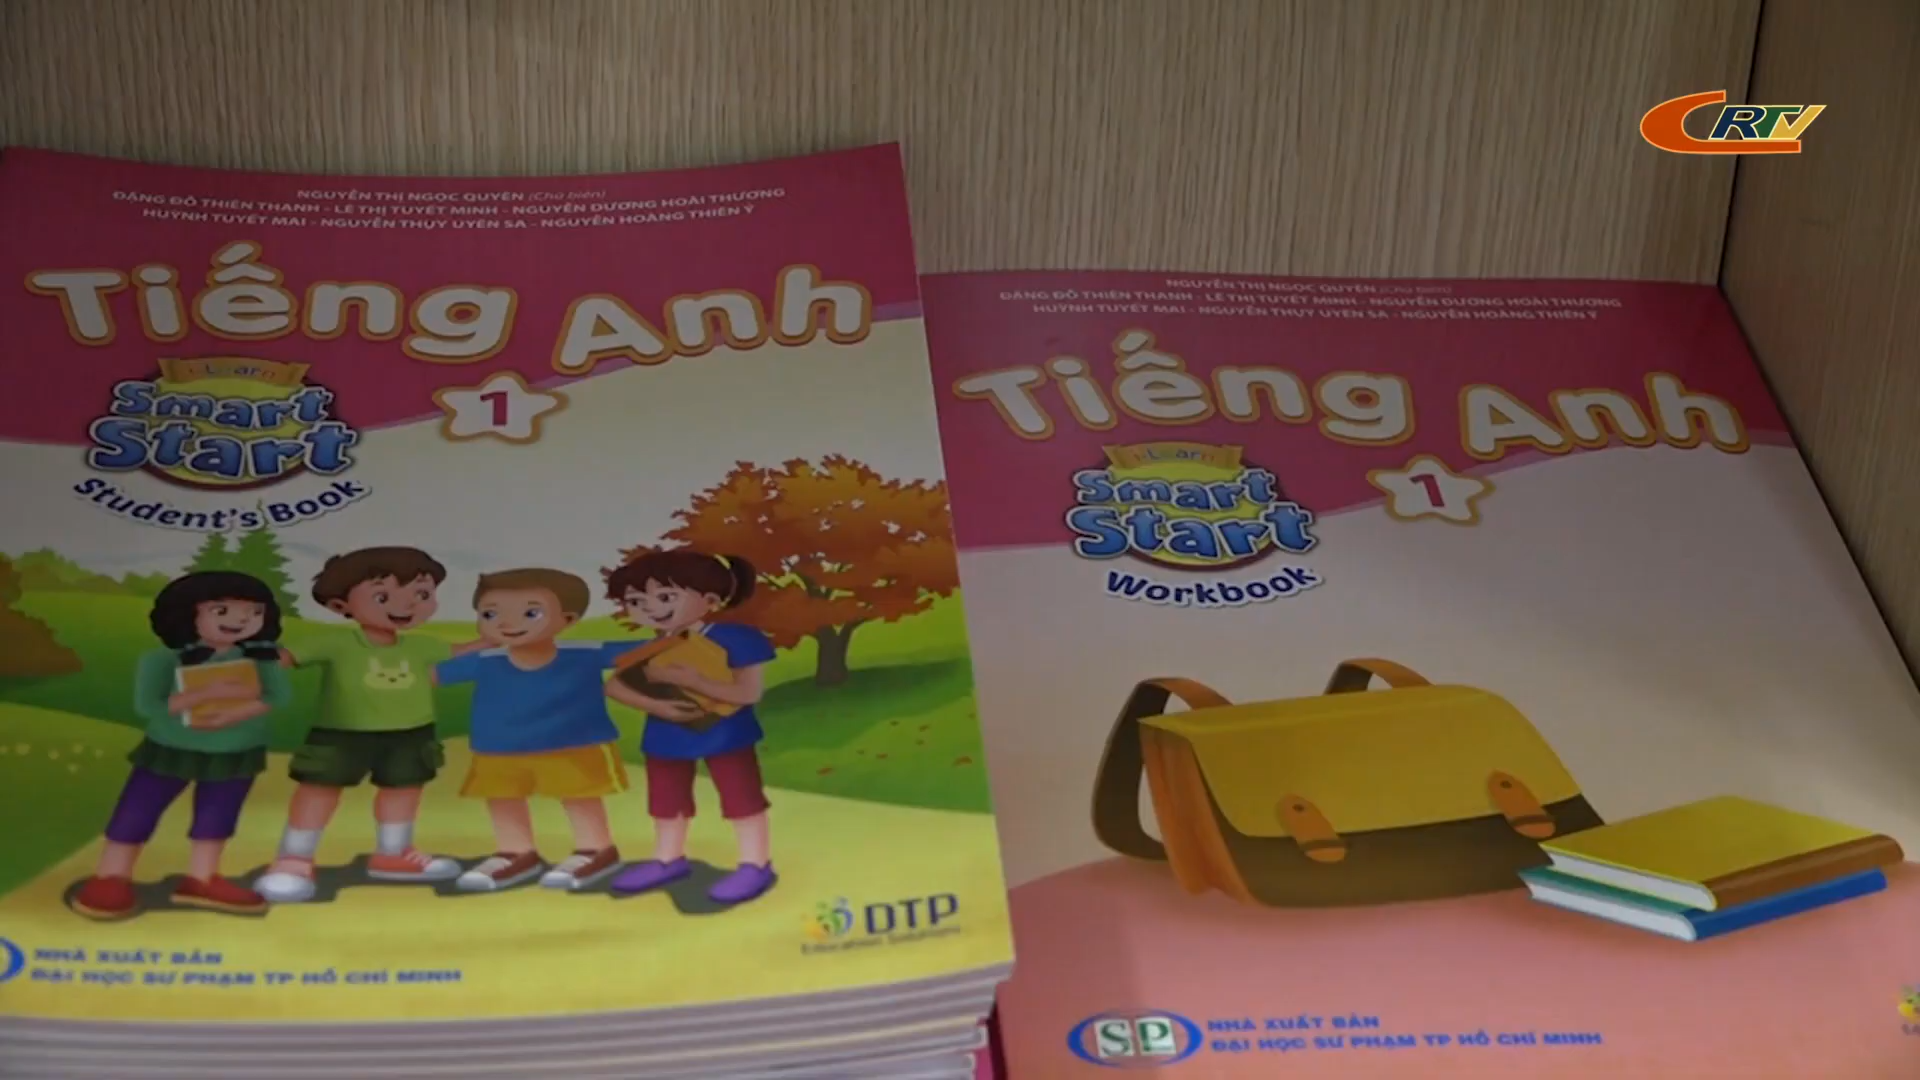 CRTV
NGUYỄN THỊ NGỌC QUYÊN (Chủ biên)
ĐẶNG ĐỖ THIÊN THANH - LÊ THỊ TUYẾT MINH - NGUYỄN DƯƠNG HOÀI THƯƠNG
HUỲNH TUYẾT MAI - NGUYỄN THỤY UYÊN SA - NGUYỄN HOÀNG THIÊN Ý
Tiếng Anh
i-Learn
Smart
Start
1
Student's Book
DTP
Education Solutions
NHÀ XUẤT BẢN
ĐẠI HỌC SƯ PHẠM TP HỒ CHÍ MINH
NGUYỄN THỊ NGỌC QUYÊN (Chủ biên)
ĐẶNG ĐỖ THIÊN THANH - LÊ THỊ TUYẾT MINH - NGUYỄN DƯƠNG HOÀI THƯƠNG
HUỲNH TUYẾT MAI - NGUYỄN THỤY UYÊN SA - NGUYỄN HOÀNG THIÊN Ý
Tiếng Anh
i-Learn
Smart
Start
1
Workbook
SP
NHÀ XUẤT BẢN
ĐẠI HỌC SƯ PHẠM TP HỒ CHÍ MINH